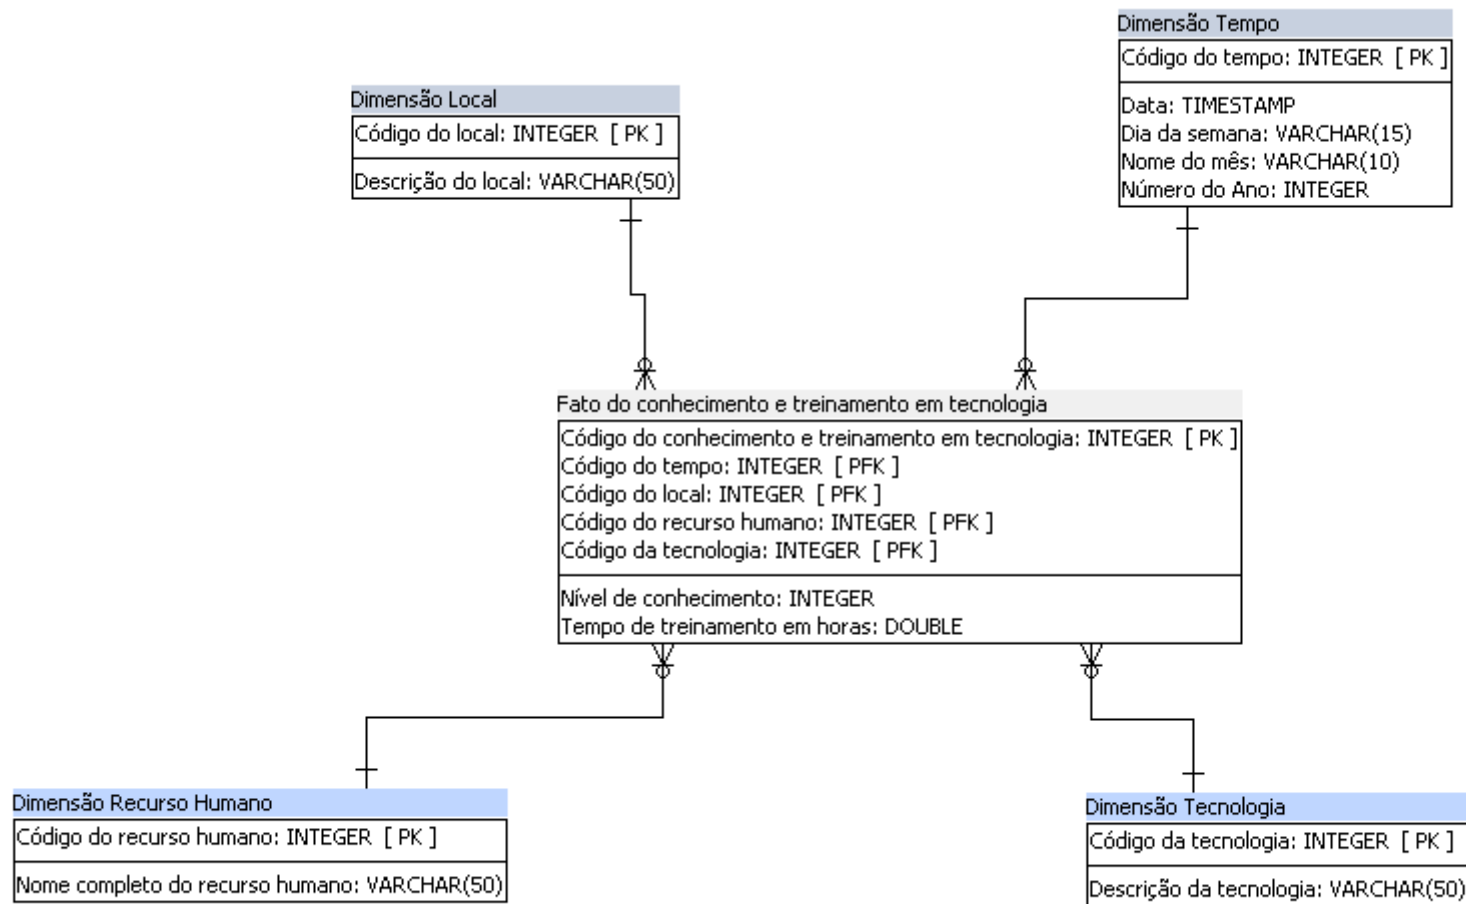 Dimensão Tempo
Código do tempo: INTEGER [ PK ]
Data: TIMESTAMP
Dia da semana: VARCHAR(15)
Nome do mês: VARCHAR(10)
Número do Ano: INTEGER
Dimensão Local
Código do local: INTEGER [ PK ]
Descrição do local: VARCHAR(50)
Fato do conhecimento e treinamento em tecnologia
Código do conhecimento e treinamento em tecnologia: INTEGER [ PK ]
Código do tempo: INTEGER [ PFK ]
Código do local: INTEGER [ PFK ]
Código do recurso humano: INTEGER [ PFK ]
Código da tecnologia: INTEGER [ PFK ]
Nível de conhecimento: INTEGER
Tempo de treinamento em horas: DOUBLE
Dimensão Recurso Humano
Código do recurso humano: INTEGER [ PK ]
Nome completo do recurso humano: VARCHAR(50)
Dimensão Tecnologia
Código da tecnologia: INTEGER [ PK ]
Descrição da tecnologia: VARCHAR(50)